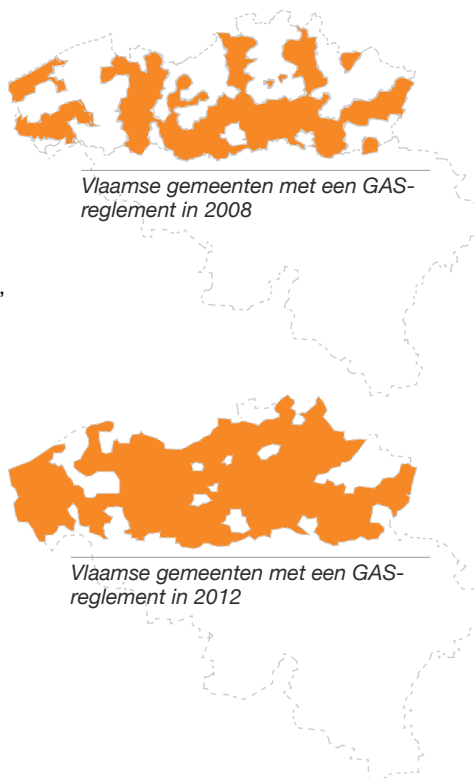 Vlaamse gemeenten met een GAS-
reglement in 2008
,
Vlaamse gemeenten met een GAS-
reglement in 2012